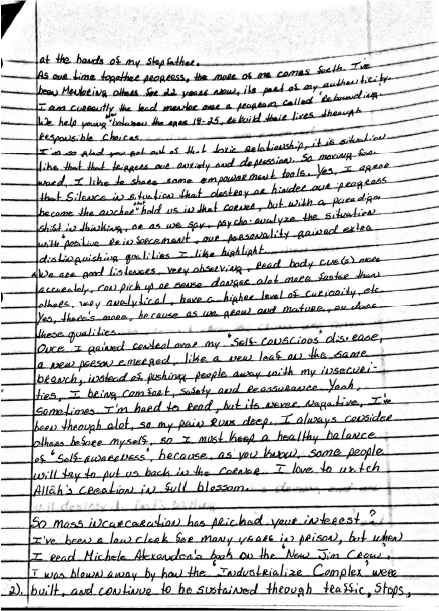 at the hands of my stepfather.
As our time together progress, the more of me comes forth. I've
been Mentoring others for 22 years now, its part of my authenticity.
I am currently the lead mentor over a program called "Rebounding".
We help young between the ages 18-25, rebuild their lives through
responsible choices.
I'm so glad you got out of that toxic relationship, it is situation
like that that triggers our anxiety and depression. So moving for-
ward, I like to share some empowerment tools. Yes, I agree
that silence in situation that destroy or hinder our progress
become the anchor that hold us in that corner, but with a paradigm
shift in thinking, or as we say, psycho-analyze the situation
with positive reinforcement, our personality gained extra
distinguishing qualities I like highlight.
We are good listeners, very observing, read body cue(s) more
accurately, can pick up or sense danger alot more faster than
others, very analytical, have a higher level of curiosity, etc.
Yes, there's more, because as we grow and mature, so does
these qualities.
Once I gained control over my "Self-Conscious" dis-ease,
a new person emerged, like a new leaf on the same
branch, instead of pushing people away with my insecuri-
ties, I bring comfort, safety and reassurance. Yeah,
sometimes I'm hard to read, but its never negative, I've
been through alot, so my pain runs deep. I always consider
others before myself, so I must keep a healthy balance
of "Self-awareness", because, as you know, some people
will try to put us back in the corner. I love to watch
Allāh's creation in full blossom.
So mass incarceration has pricked your interest?
I've been a law clerk for many years in prison, but when
I read Michele Alexandra's book on the "New Jim Crow,
I was blown away by how the "Industrialize Complex" were
2). built, and continue to be sustained through traffic, stops,